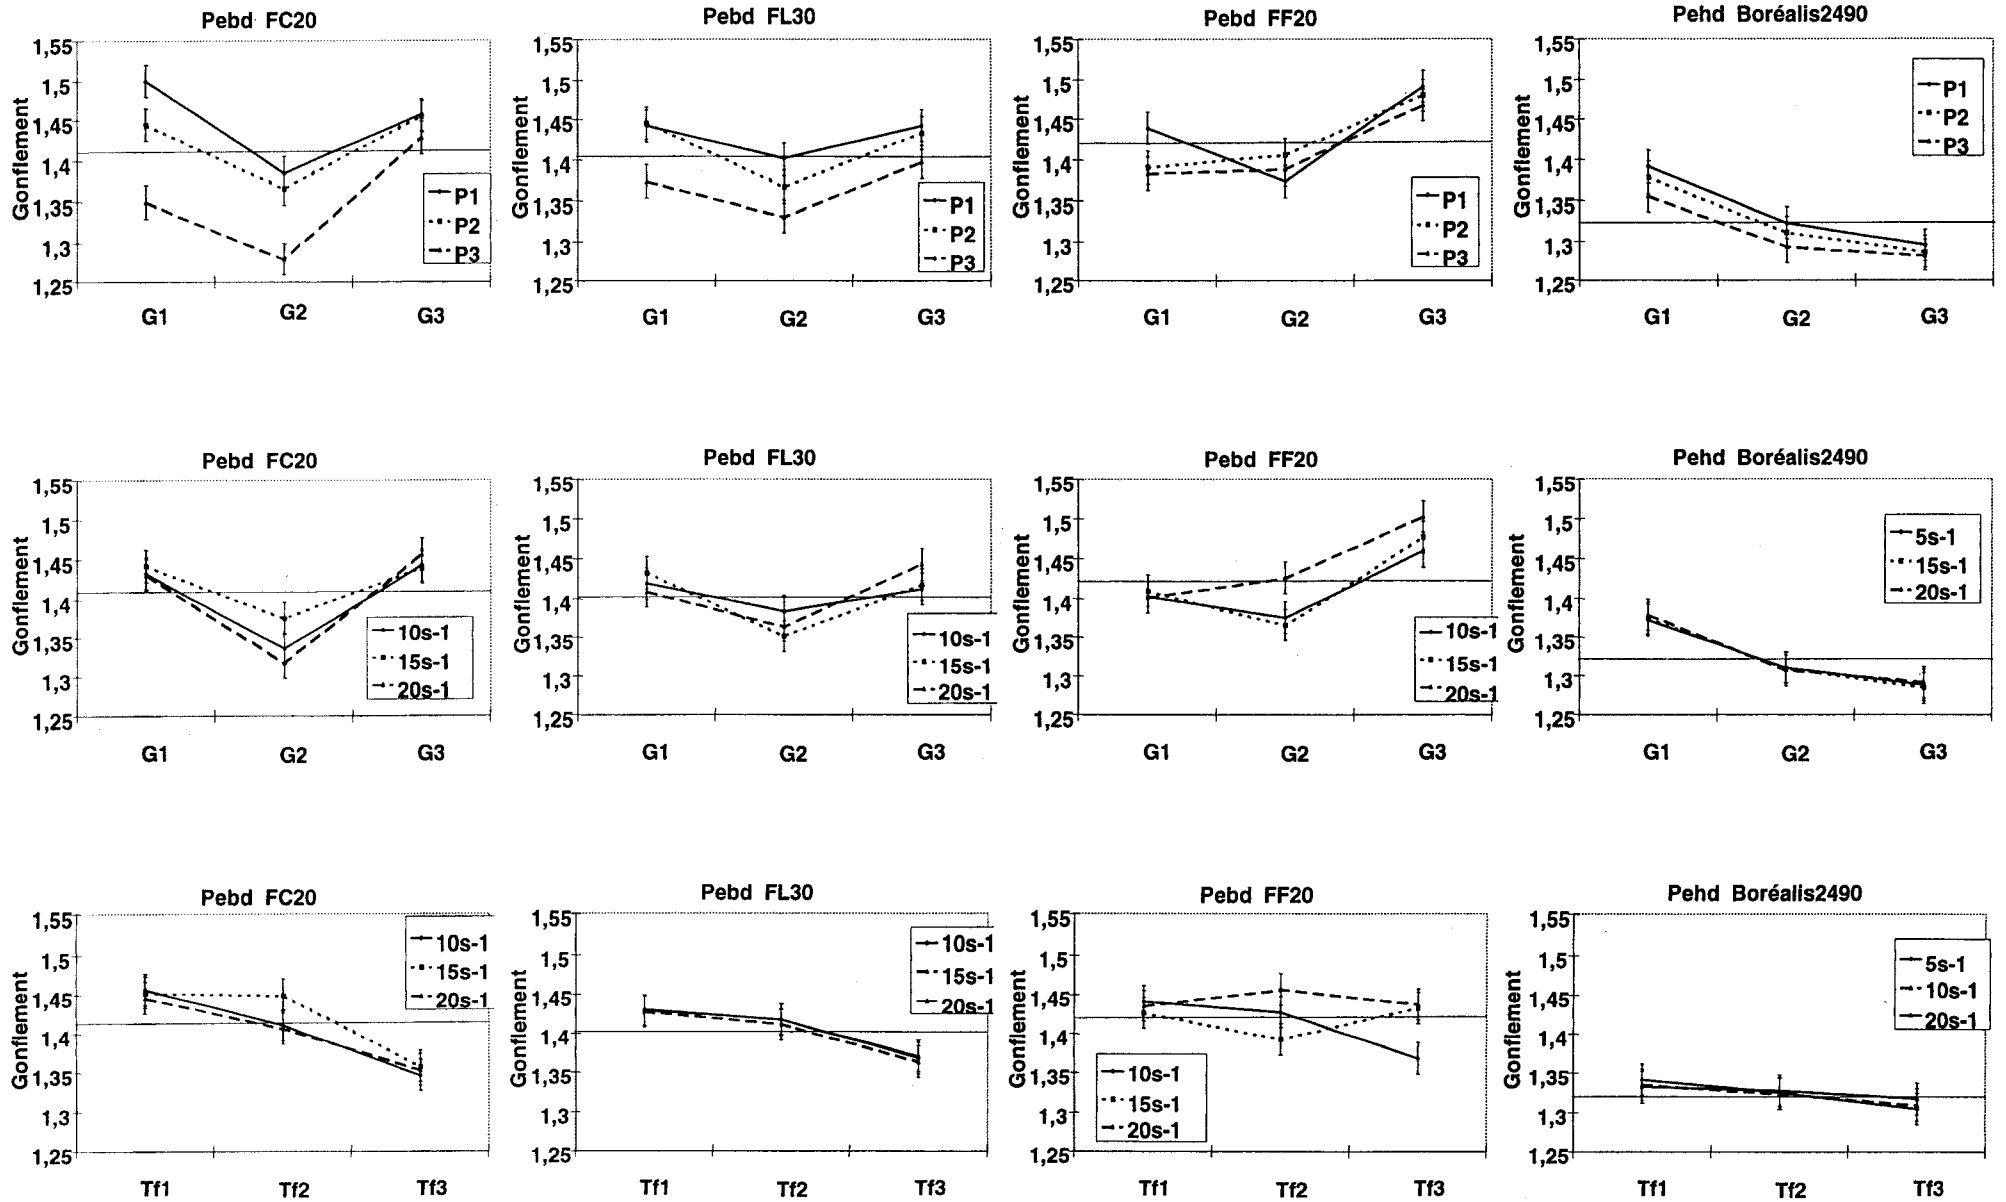 Pebd FC20
1,55
1,5
1,45
1,4
1,35
1,3
1,25
Gonflement
P1
P2
P3
G1
G2
G3
Pebd FL30
1,55
1,5
1,45
1,4
1,35
1,3
1,25
Gonflement
P1
P2
P3
G1
G2
G3
Pebd FF20
1,55
1,5
1,45
1,4
1,35
1,3
1,25
Gonflement
P1
P2
P3
G1
G2
G3
Pehd Boréalis2490
1,55
1,5
1,45
1,4
1,35
1,3
1,25
Gonflement
P1
P2
P3
G1
G2
G3
Pebd FC20
1,55
1,5
1,45
1,4
1,35
1,3
1,25
Gonflement
10s-1
15s-1
20s-1
G1
G2
G3
Pebd FL30
1,55
1,5
1,45
1,4
1,35
1,3
1,25
Gonflement
10s-1
15s-1
20s-1
G1
G2
G3
Pebd FF20
1,55
1,5
1,45
1,4
1,35
1,3
1,25
Gonflement
10s-1
15s-1
20s-1
G1
G2
G3
Pehd Boréalis2490
1,55
1,5
1,45
1,4
1,35
1,3
1,25
Gonflement
5s-1
15s-1
20s-1
G1
G2
G3
Pebd FC20
1,55
1,5
1,45
1,4
1,35
1,3
1,25
Gonflement
10s-1
15s-1
20s-1
Tf1
Tf2
Tf3
Pebd FL30
1,55
1,5
1,45
1,4
1,35
1,3
1,25
Gonflement
10s-1
15s-1
20s-1
Tf1
Tf2
Tf3
Pebd FF20
1,55
1,5
1,45
1,4
1,35
1,3
1,25
Gonflement
10s-1
15s-1
20s-1
Tf1
Tf2
Tf3
Pehd Boréalis2490
1,55
1,5
1,45
1,4
1,35
1,3
1,25
Gonflement
5s-1
10s-1
20s-1
Tf1
Tf2
Tf3